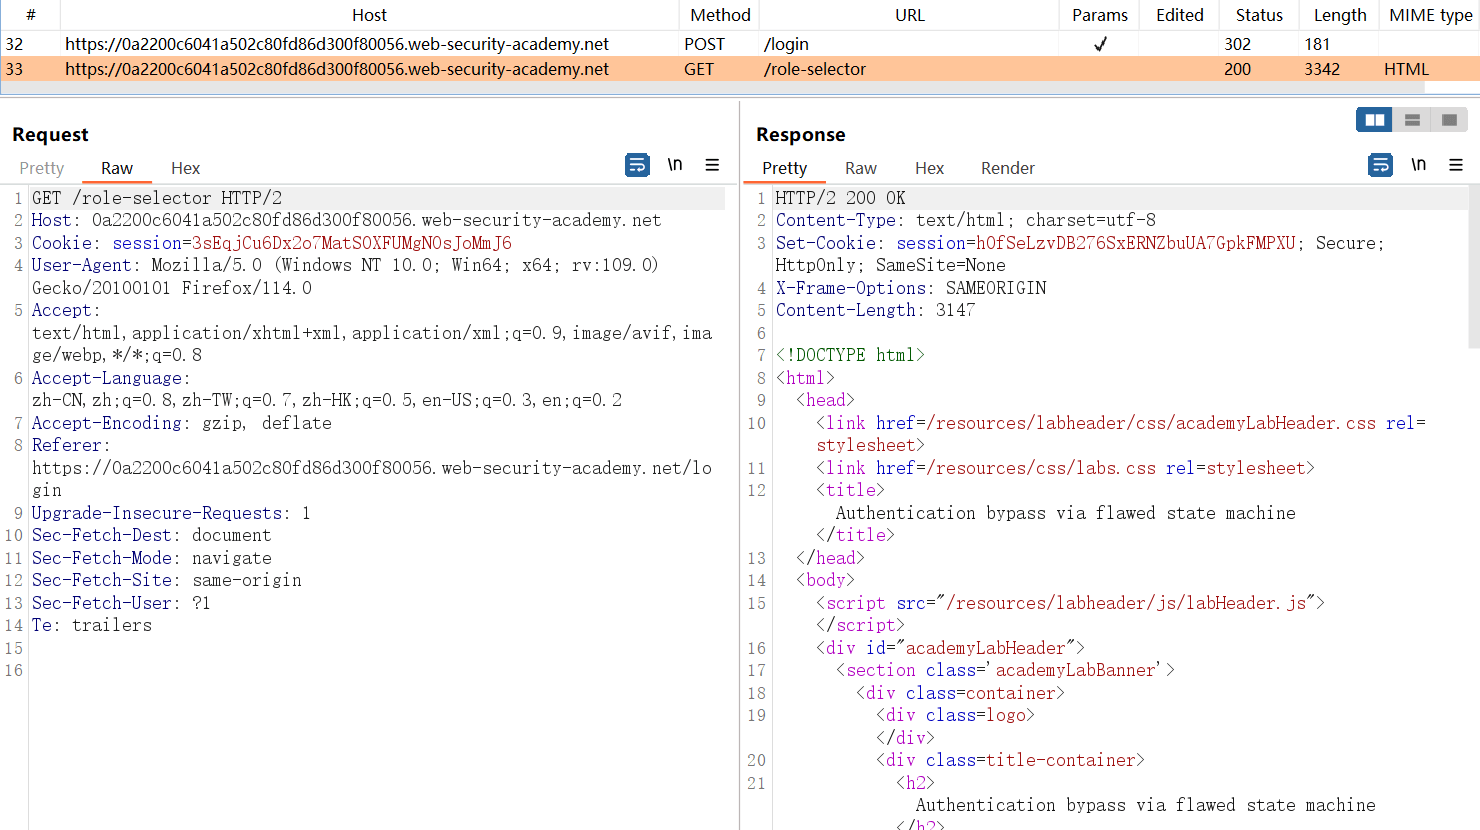 # Host Method URL Params Edited Status Length MIME type
32 https://0a2200c6041a502c80fd86d300f80056.web-security-academy.net POST /login ✓ 302 181
33 https://0a2200c6041a502c80fd86d300f80056.web-security-academy.net GET /role-selector 200 3342 HTML
Request
Pretty Raw Hex \n
1 GET /role-selector HTTP/2
2 Host: 0a2200c6041a502c80fd86d300f80056.web-security-academy.net
3 Cookie: session=3sEqjCu6Dx2o7MatS0XFUMgNOsJoMmJ6
4 User-Agent: Mozilla/5.0 (Windows NT 10.0; Win64; x64; rv:109.0)
Gecko/20100101 Firefox/114.0
5 Accept:
text/html,application/xhtml+xml,application/xml;q=0.9,image/avif,ima
ge/webp,*/*;q=0.8
6 Accept-Language:
zh-CN,zh;q=0.8,zh-TW;q=0.7,zh-HK;q=0.5,en-US;q=0.3,en;q=0.2
7 Accept-Encoding: gzip, deflate
8 Referer:
https://0a2200c6041a502c80fd86d300f80056.web-security-academy.net/lo
gin
9 Upgrade-Insecure-Requests: 1
10 Sec-Fetch-Dest: document
11 Sec-Fetch-Mode: navigate
12 Sec-Fetch-Site: same-origin
13 Sec-Fetch-User: ?1
14 Te: trailers
15
16
Response
Pretty Raw Hex Render \n
1 HTTP/2 200 OK
2 Content-Type: text/html; charset=utf-8
3 Set-Cookie: session=hOfSeLzvDB276SxERNZbuUA7GpkFMPXU; Secure;
HttpOnly; SameSite=None
4 X-Frame-Options: SAMEORIGIN
5 Content-Length: 3147
6
7 <!DOCTYPE html>
8 <html>
9 <head>
10 <link href=/resources/labheader/css/academyLabHeader.css rel=
stylesheet>
11 <link href=/resources/css/labs.css rel=stylesheet>
12 <title>
Authentication bypass via flawed state machine
</title>
13 </head>
14 <body>
15 <script src="/resources/labheader/js/labHeader.js">
</script>
16 <div id="academyLabHeader">
17 <section class='academyLabBanner'>
18 <div class=container>
19 <div class=logo>
</div>
20 <div class=title-container>
21 <h2>
Authentication bypass via flawed state machine
</h2>